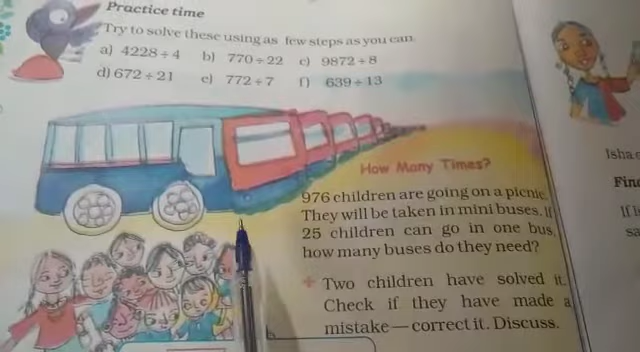 Practice time
Try to solve these using as few steps as you can.
a) 4228 ÷ 4 b) 770 ÷ 22 c) 9872 ÷ 8
d) 672 ÷ 21 e) 772 ÷ 7 f) 639 ÷ 13
How Many Times?
976 children are going on a picnic.
They will be taken in mini buses. If
25 children can go in one bus,
how many buses do they need?
Two children have solved it.
Check if they have made a
mistake — correct it. Discuss.
Isha
Find
If
sa